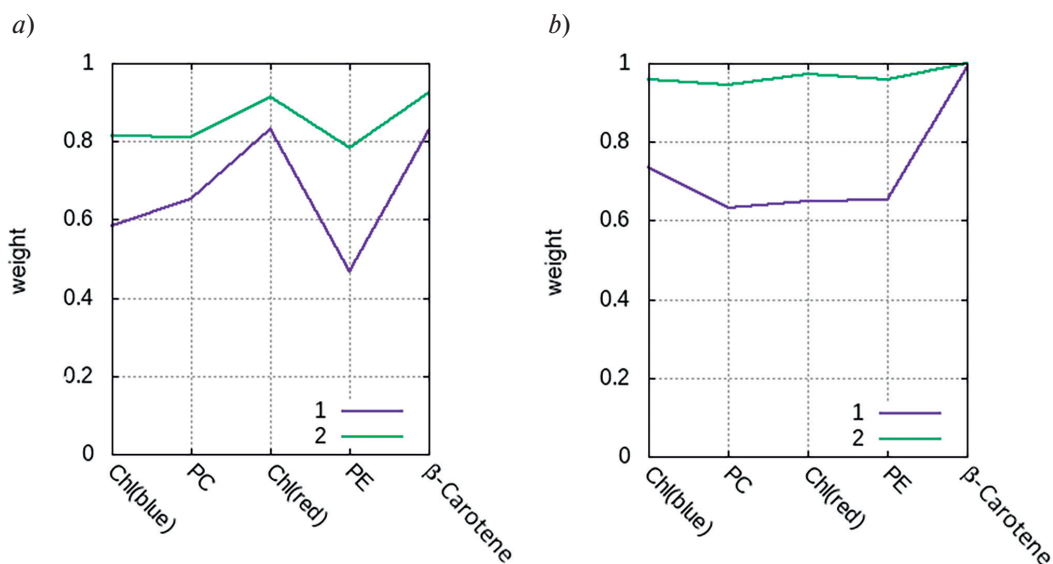 a)
1
0.8
0.6
0.4
0.2
0
weight
1
2
Chl(blue)
PC
Chl(red)
PE
β-Carotene
b)
1
0.8
0.6
0.4
0.2
0
weight
1
2
Chl(blue)
PC
Chl(red)
PE
β-Carotene